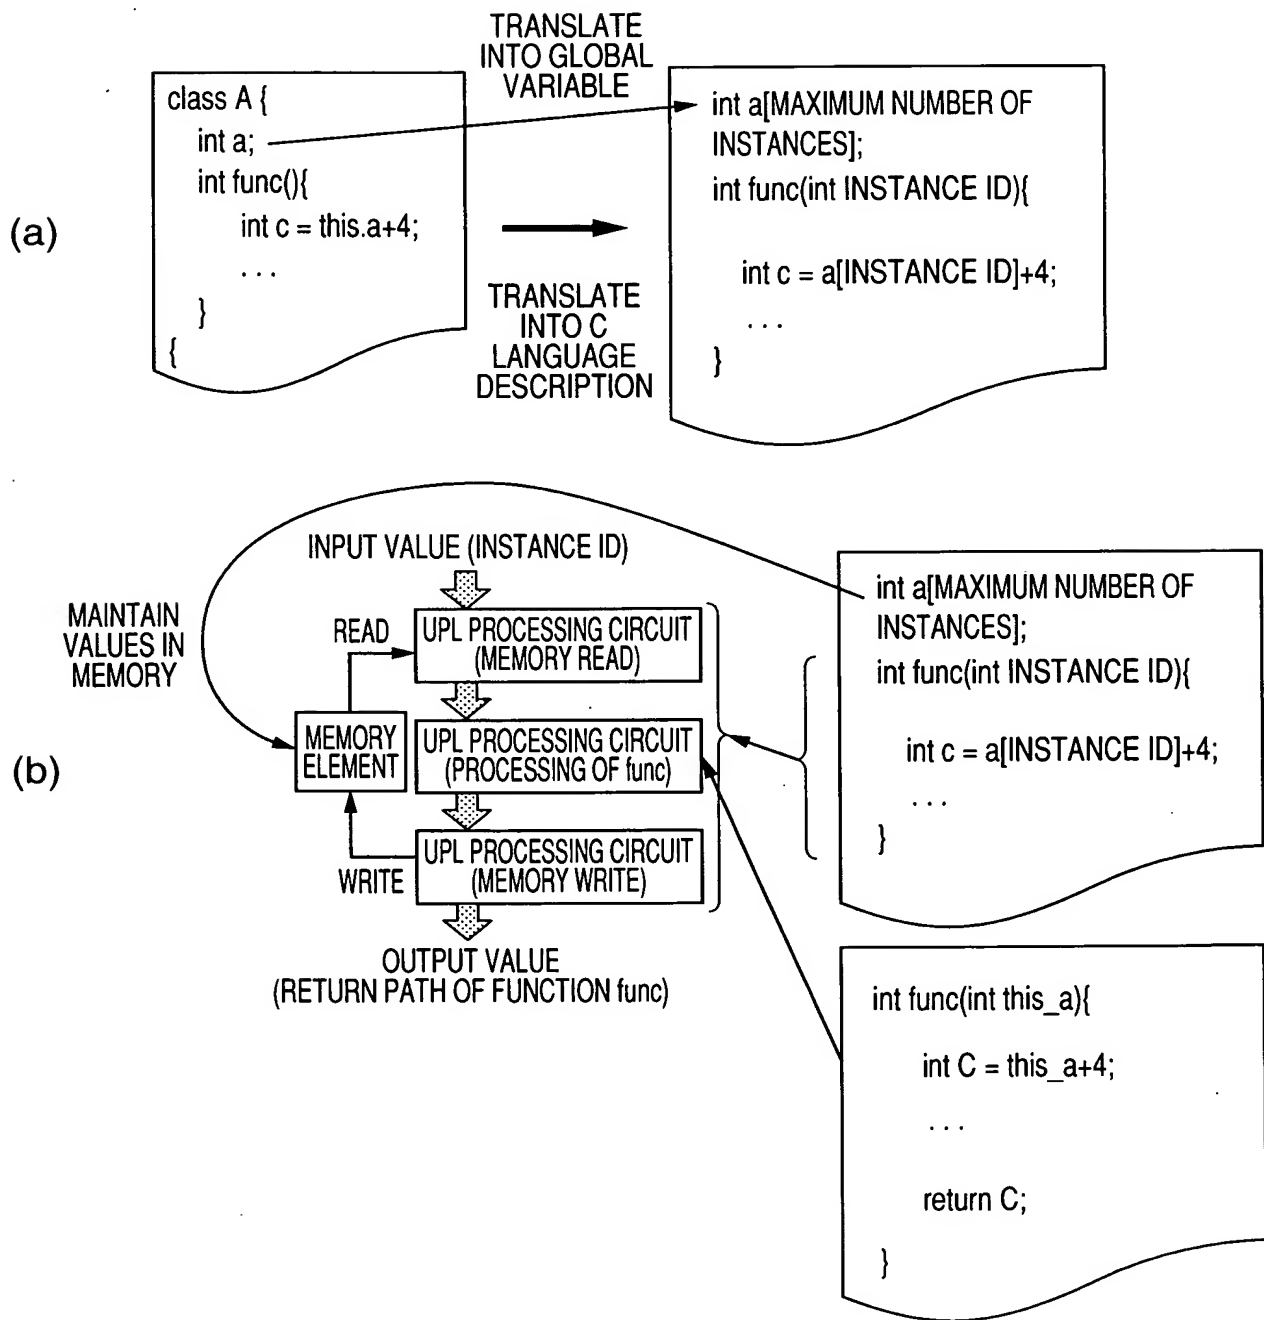 TRANSLATE
INTO GLOBAL
VARIABLE
(a)
class A {
int a;
int func(){
int c = this.a+4;
...
}
{
TRANSLATE
INTO C
LANGUAGE
DESCRIPTION
int a[MAXIMUM NUMBER OF
INSTANCES];
int func(int INSTANCE ID){
int c = a[INSTANCE ID]+4;
...
}
(b)
INPUT VALUE (INSTANCE ID)
MAINTAIN
VALUES IN
MEMORY
READ
UPL PROCESSING CIRCUIT
(MEMORY READ)
MEMORY
ELEMENT
UPL PROCESSING CIRCUIT
(PROCESSING OF func)
WRITE
UPL PROCESSING CIRCUIT
(MEMORY WRITE)
OUTPUT VALUE
(RETURN PATH OF FUNCTION func)
int a[MAXIMUM NUMBER OF
INSTANCES];
int func(int INSTANCE ID){
int c = a[INSTANCE ID]+4;
...
}
int func(int this_a){
int C = this_a+4;
...
return C;
}